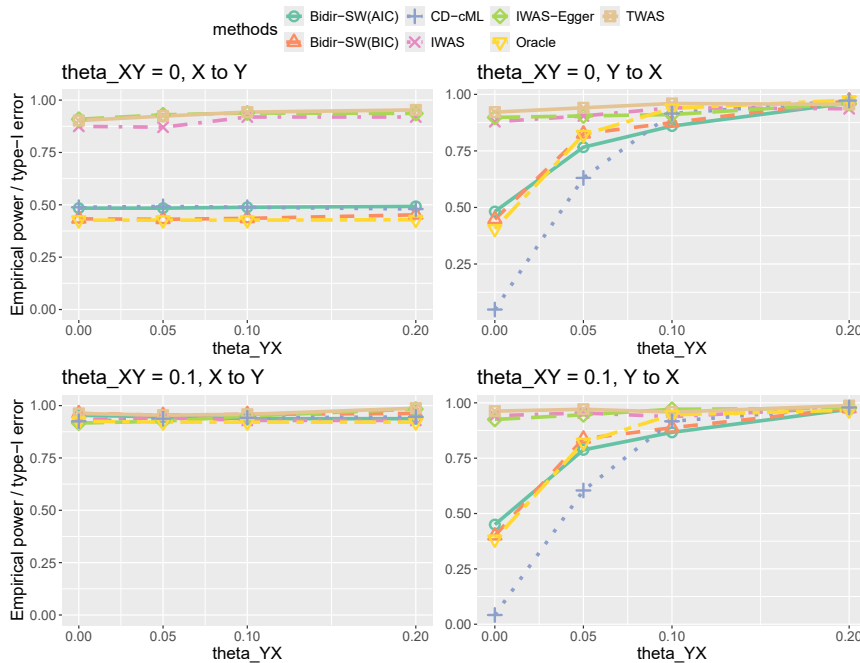 methods
Bidir-SW(AIC) CD-cML IWAS-Egger TWAS
Bidir-SW(BIC) IWAS Oracle
theta_XY = 0, X to Y
Empirical power / type-I error
1.00
0.75
0.50
0.25
0.00
0.00 0.05 0.10 0.20
theta_YX
theta_XY = 0, Y to X
1.00
0.75
0.50
0.25
0.00 0.05 0.10 0.20
theta_YX
theta_XY = 0.1, X to Y
Empirical power / type-I error
1.00
0.75
0.50
0.25
0.00
0.00 0.05 0.10 0.20
theta_YX
theta_XY = 0.1, Y to X
1.00
0.75
0.50
0.25
0.00
0.00 0.05 0.10 0.20
theta_YX